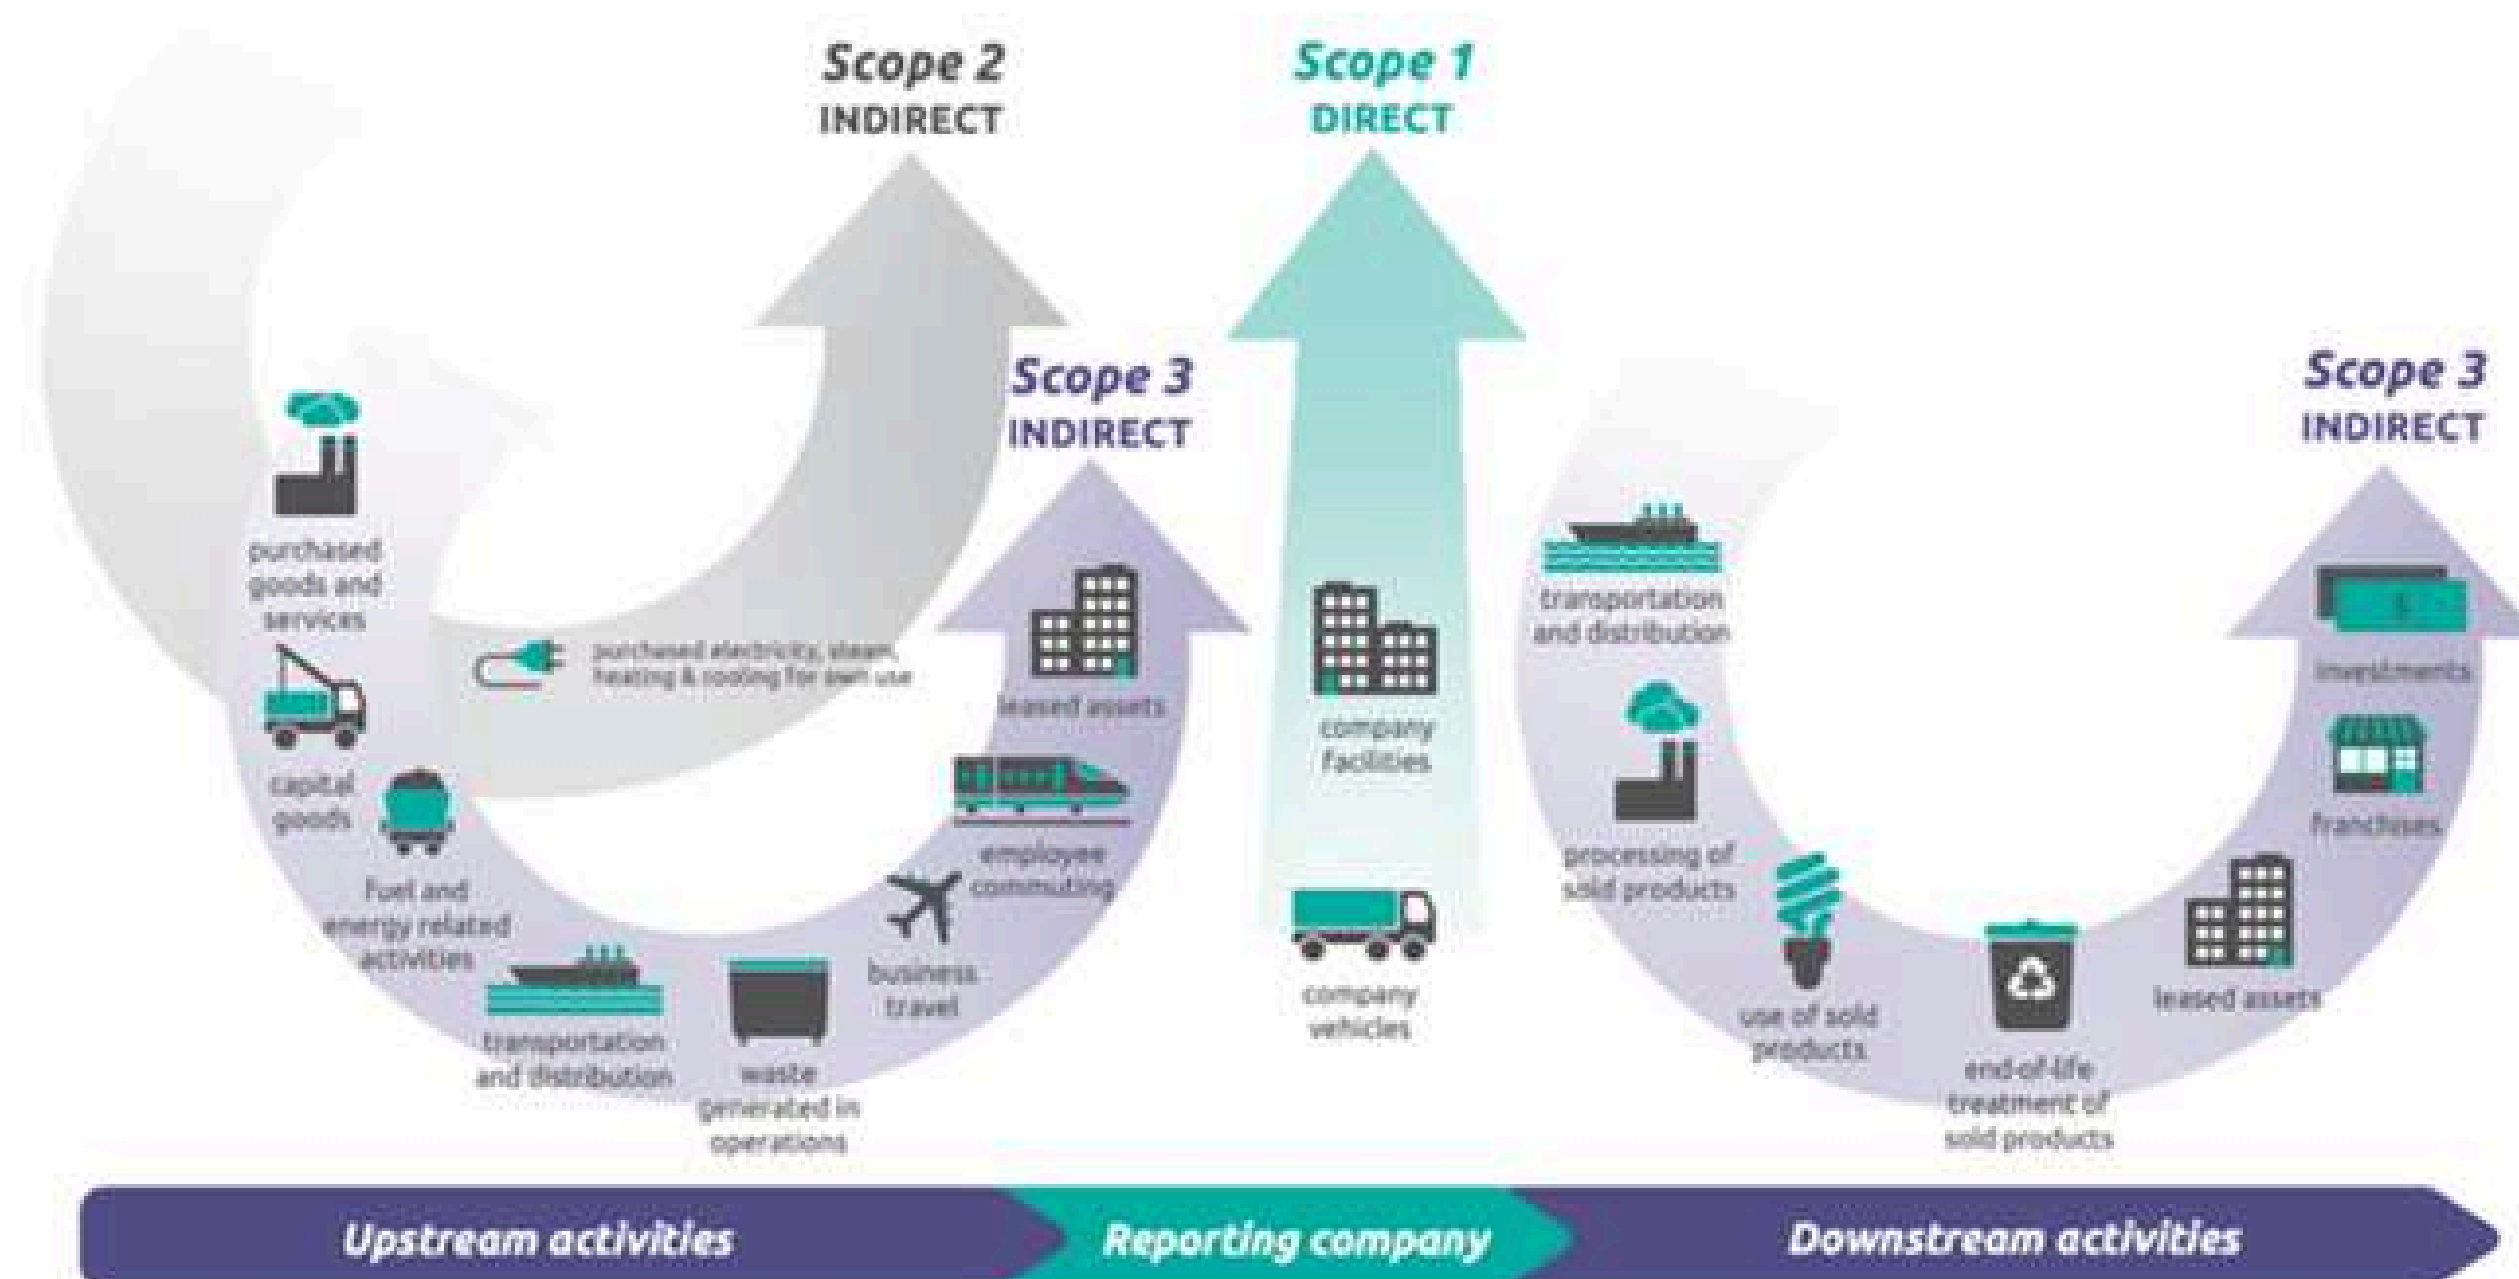 Scope 2
INDIRECT
Scope 1
DIRECT
Scope 3
INDIRECT
Scope 3
INDIRECT
purchased
goods and
services
capital
goods
fuel and
energy related
activities
transportation
and distribution
waste
generated in
operations
business
travel
employee
commuting
leased assets
purchased electricity, steam,
heating & cooling for own use
company
facilities
company
vehicles
transportation
and distribution
processing of
sold products
use of sold
products
end-of-life
treatment of
sold products
leased assets
franchises
investments
Upstream activities
Reporting company
Downstream activities